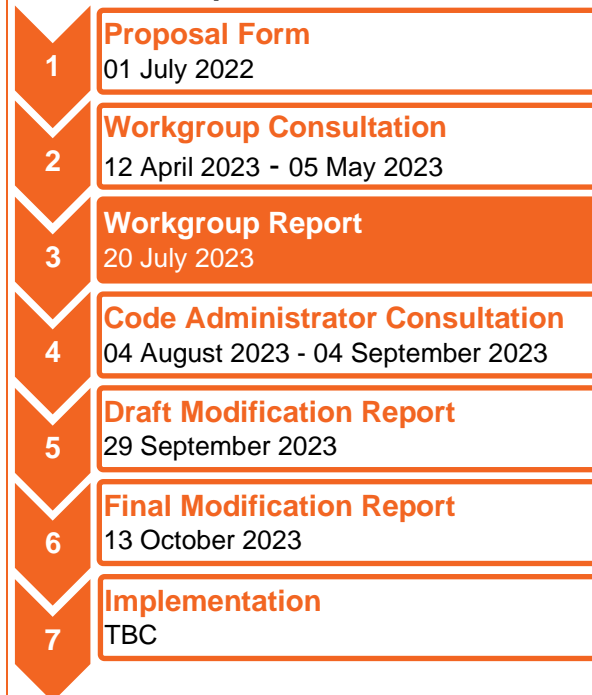 1
Proposal Form
01 July 2022
2
Workgroup Consultation
12 April 2023 - 05 May 2023
3
Workgroup Report
20 July 2023
4
Code Administrator Consultation
04 August 2023 - 04 September 2023
5
Draft Modification Report
29 September 2023
6
Final Modification Report
13 October 2023
7
Implementation
TBC